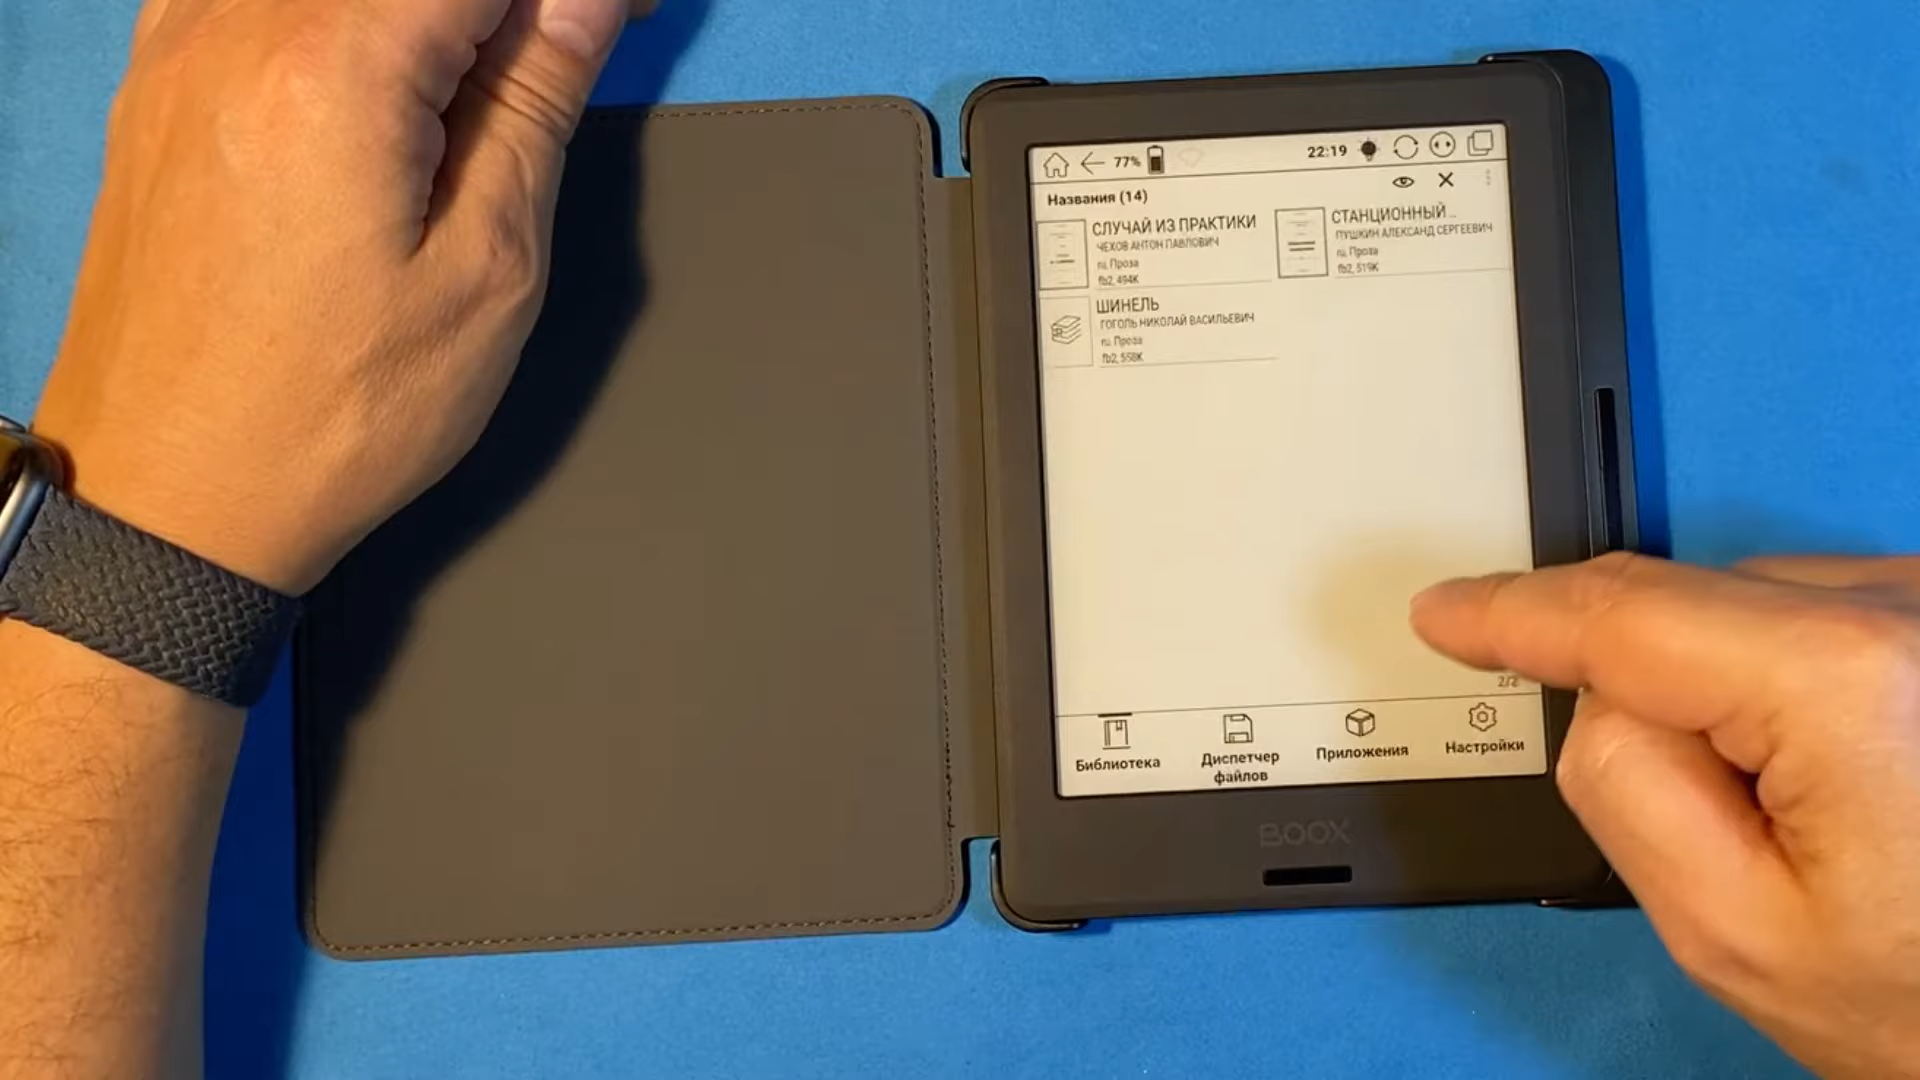 77%
22:19
Названия (14)
СЛУЧАЙ ИЗ ПРАКТИКИ
ЧЕХОВ АНТОН ПАВЛОВИЧ
ru, Проза
fb2, 494K
СТАНЦИОННЫЙ...
ПУШКИН АЛЕКСАНД СЕРГЕЕВИЧ
ru, Проза
fb2, 519K
ШИНЕЛЬ
ГОГОЛЬ НИКОЛАЙ ВАСИЛЬЕВИЧ
ru, Проза
fb2, 558K
2/2
Библиотека
Диспетчер
файлов
Приложения
Настройки
BOOX